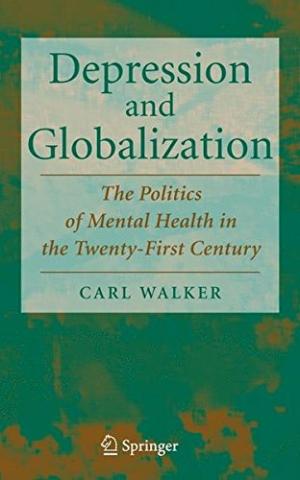 Depression
and
Globalization
The Politics
of Mental Health in
the Twenty-First Century
CARL WALKER
Springer